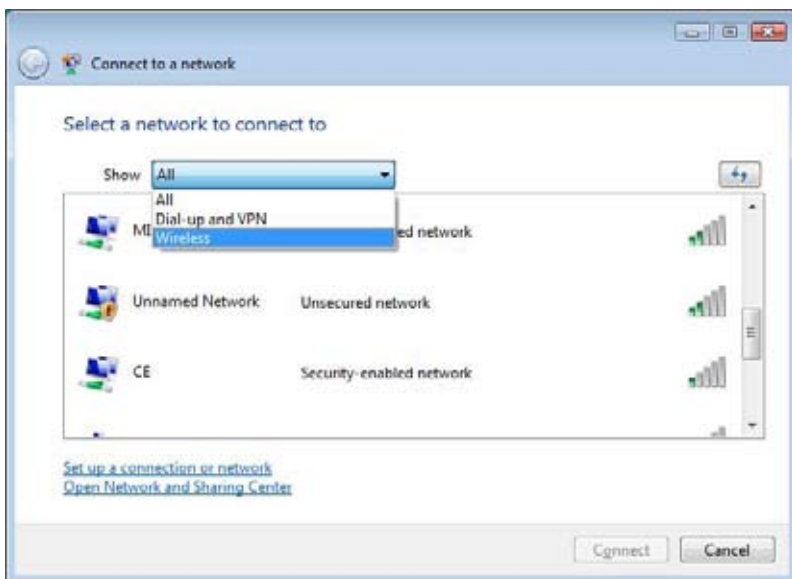 Connect to a network
Select a network to connect to
Show All
All
Dial-up and VPN
Wireless
MI ed network
Unnamed Network Unsecured network
CE Security-enabled network
Set up a connection or network
Open Network and Sharing Center
Connect Cancel